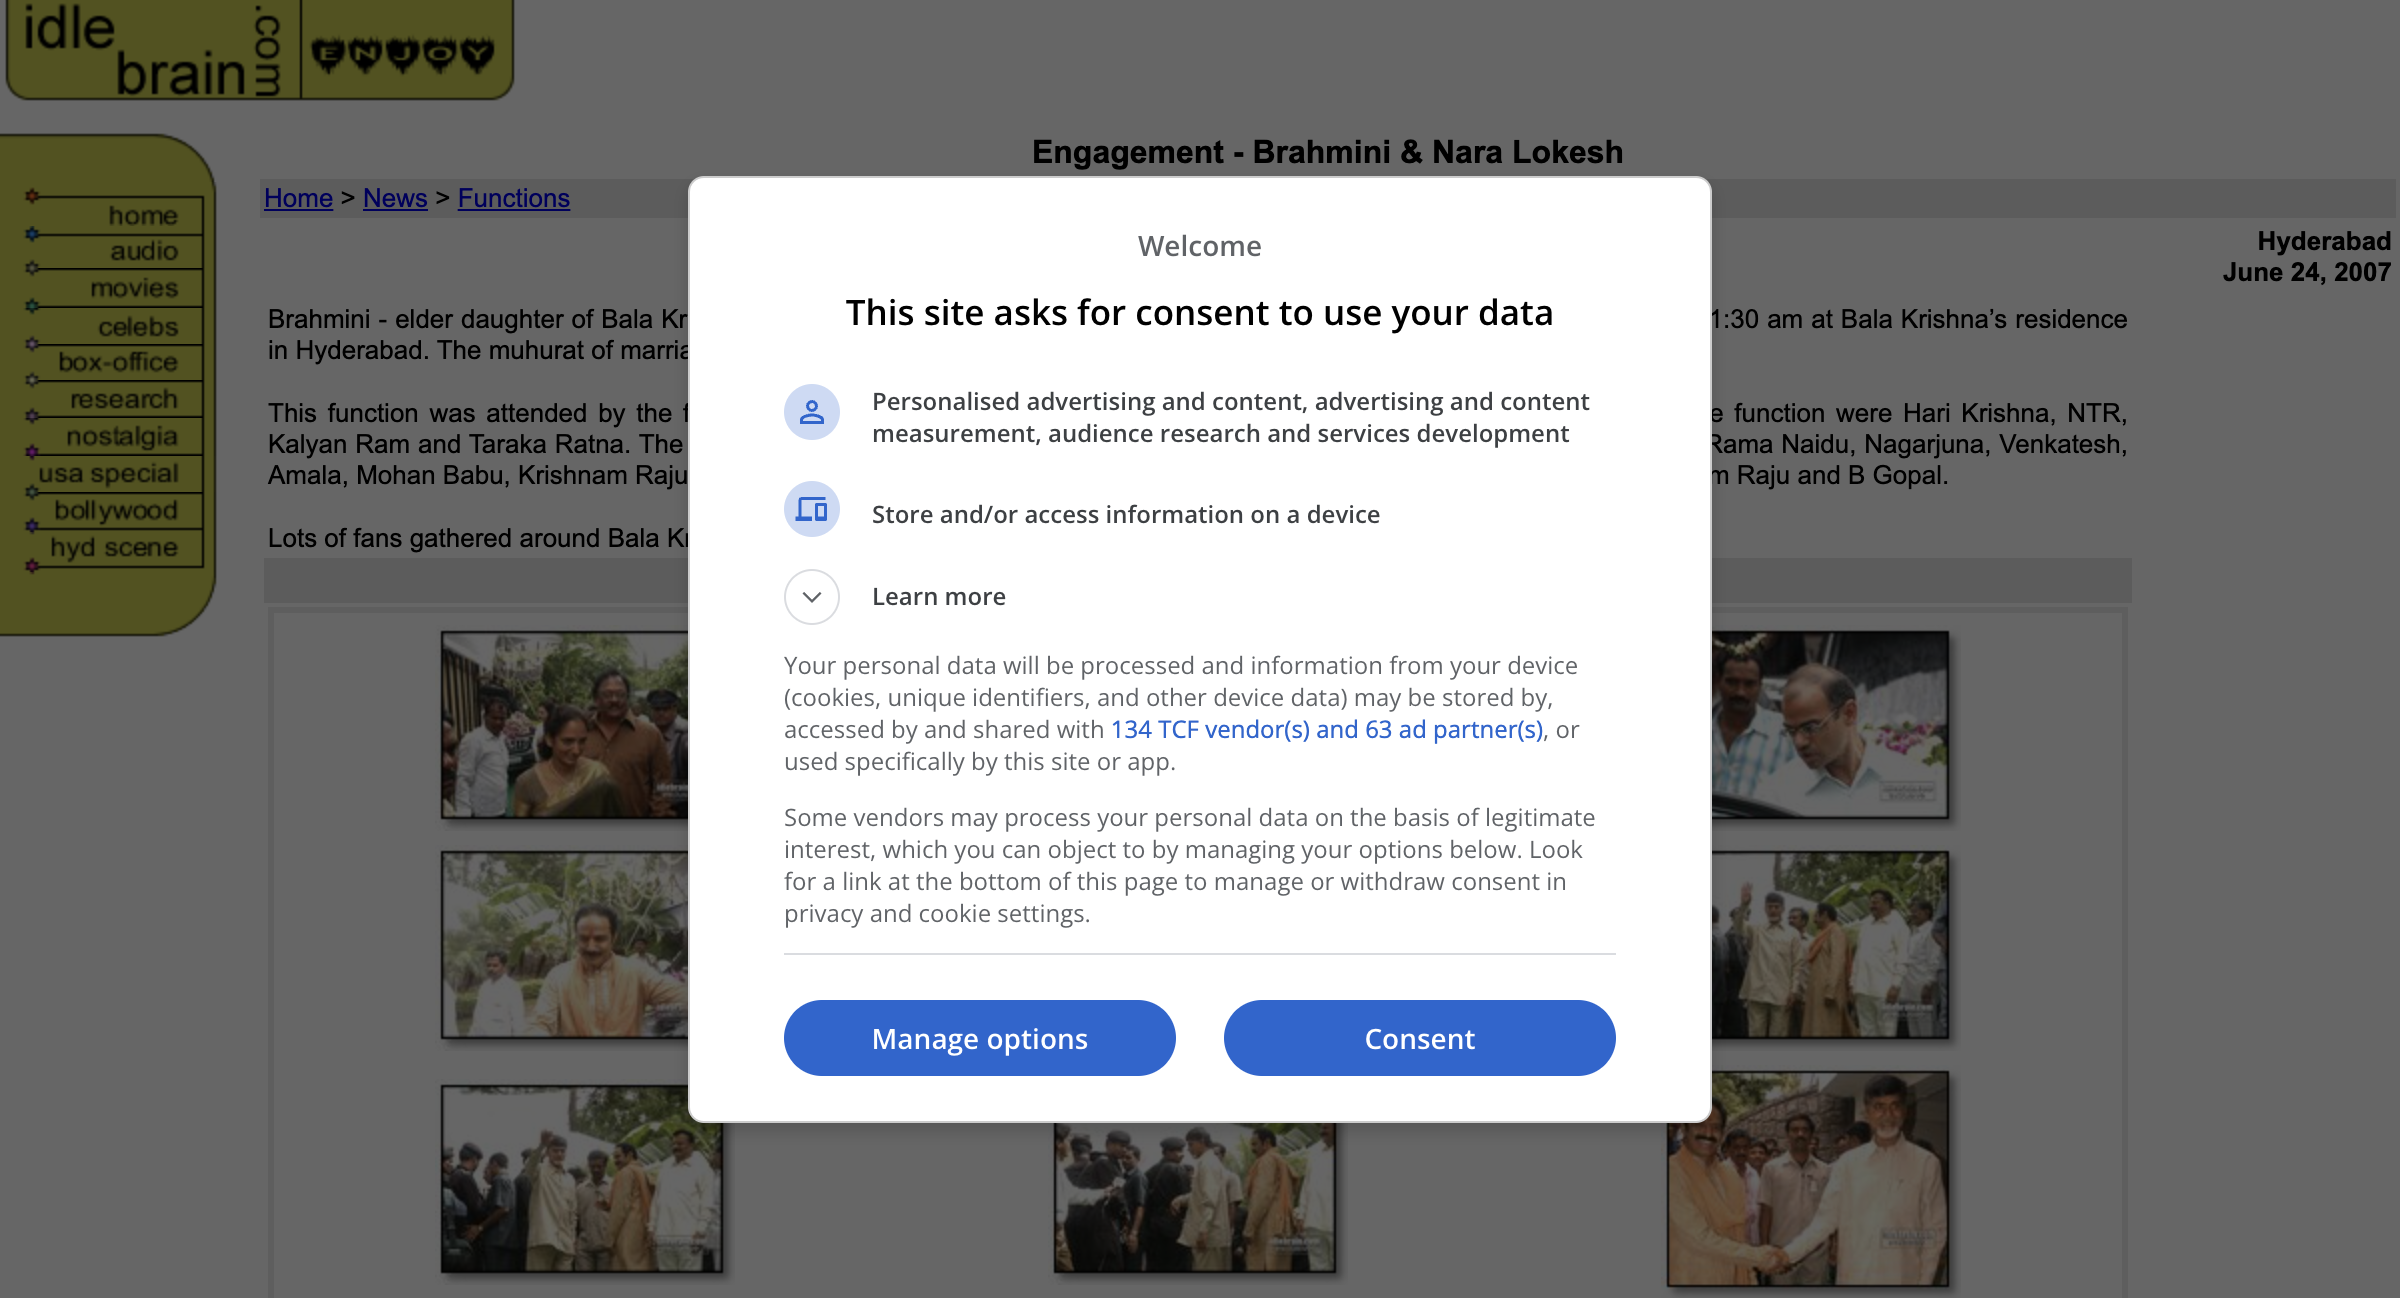 idle
brain
.com
ENJOY
Engagement - Brahmini & Nara Lokesh
Home > News > Functions
Hyderabad
June 24, 2007
home
audio
movies
celebs
box-office
research
nostalgia
usa special
bollywood
hyd scene
Brahmini - elder daughter of Bala Kr 1:30 am at Bala Krishna’s residence
in Hyderabad. The muhurat of marria
This function was attended by the f e function were Hari Krishna, NTR,
Kalyan Ram and Taraka Ratna. The Rama Naidu, Nagarjuna, Venkatesh,
Amala, Mohan Babu, Krishnam Raju m Raju and B Gopal.
Lots of fans gathered around Bala Kr
Welcome
This site asks for consent to use your data
Personalised advertising and content, advertising and content
measurement, audience research and services development
Store and/or access information on a device
Learn more
Your personal data will be processed and information from your device
(cookies, unique identifiers, and other device data) may be stored by,
accessed by and shared with 134 TCF vendor(s) and 63 ad partner(s), or
used specifically by this site or app.
Some vendors may process your personal data on the basis of legitimate
interest, which you can object to by managing your options below. Look
for a link at the bottom of this page to manage or withdraw consent in
privacy and cookie settings.
Manage options
Consent